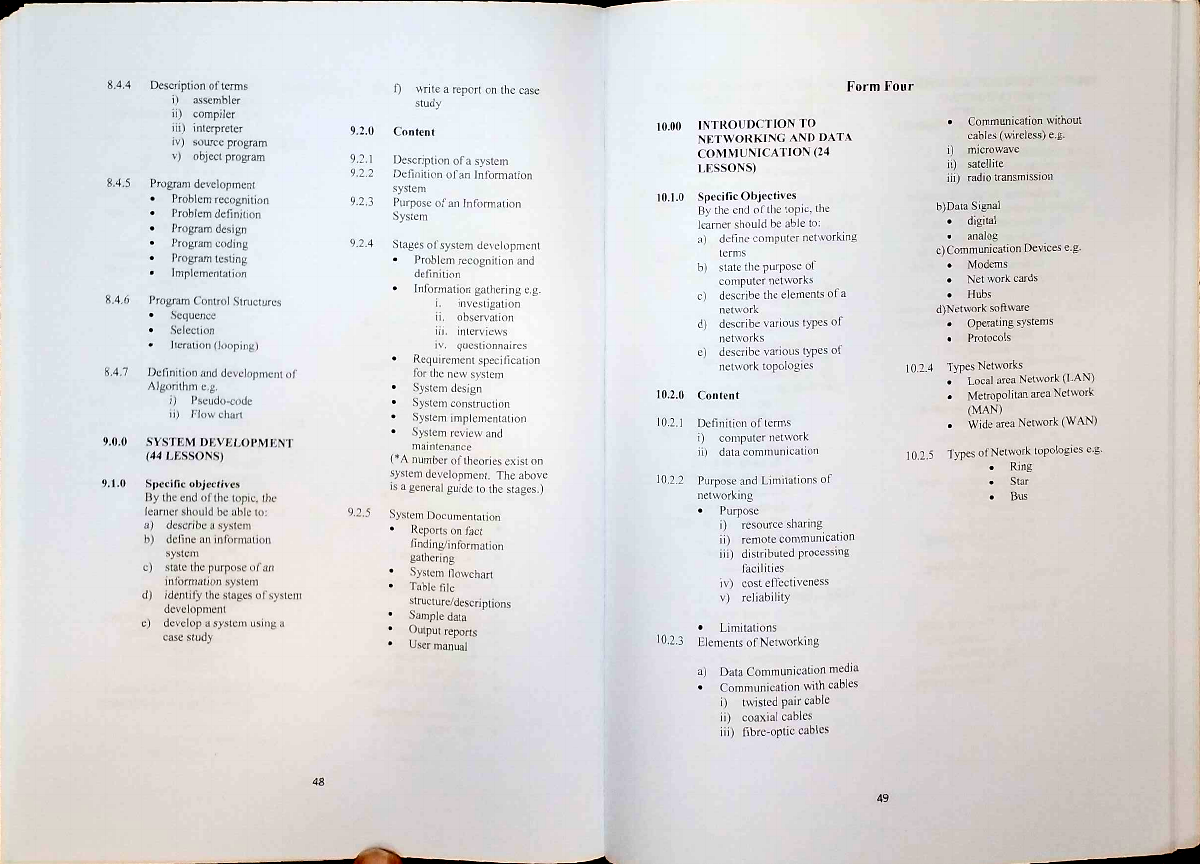 8.4.4 Description of terms
i) assembler
ii) compiler
iii) interpreter
iv) source program
v) object program
8.4.5 Program development
• Problem recognition
• Problem definition
• Program design
• Program coding
• Program testing
• Implementation
8.4.6 Program Control Structures
• Sequence
• Selection
• Iteration (looping)
8.4.7 Definition and development of
Algorithm e.g.
i) Pseudo-code
ii) Flow chart
9.0.0 SYSTEM DEVELOPMENT
(44 LESSONS)
9.1.0 Specific objectives
By the end of the topic, the
learner should be able to:
a) describe a system
b) define an information
system
c) state the purpose of an
information system
d) identify the stages of system
development
e) develop a system using a
case study
f) write a report on the case
study
9.2.0 Content
9.2.1 Description of a system
9.2.2 Definition of an Information
system
9.2.3 Purpose of an Information
System
9.2.4 Stages of system development
• Problem recognition and
definition
• Information gathering e.g.
i. investigation
ii. observation
iii. interviews
iv. questionnaires
• Requirement specification
for the new system
• System design
• System construction
• System implementation
• System review and
maintenance
(*A number of theories exist on
system development. The above
is a general guide to the stages.)
9.2.5 System Documentation
• Reports on fact
finding/information
gathering
• System flowchart
• Table file
structure/descriptions
• Sample data
• Output reports
• User manual
48
Form Four
10.00 INTROUDCTION TO
NETWORKING AND DATA
COMMUNICATION (24
LESSONS)
10.1.0 Specific Objectives
By the end of the topic, the
learner should be able to:
a) define computer networking
terms
b) state the purpose of
computer networks
c) describe the elements of a
network
d) describe various types of
networks
e) describe various types of
network topologies
10.2.0 Content
10.2.1 Definition of terms
i) computer network
ii) data communication
10.2.2 Purpose and Limitations of
networking
• Purpose
i) resource sharing
ii) remote communication
iii) distributed processing
facilities
iv) cost effectiveness
v) reliability
• Limitations
10.2.3 Elements of Networking
a) Data Communication media
• Communication with cables
i) twisted pair cable
ii) coaxial cables
iii) fibre-optic cables
• Communication without
cables (wireless) e.g.
i) microwave
ii) satellite
iii) radio transmission
b)Data Signal
• digital
• analog
c) Communication Devices e.g.
• Modems
• Net work cards
• Hubs
d)Network software
• Operating systems
• Protocols
10.2.4 Types Networks
• Local area Network (LAN)
• Metropolitan area Network
(MAN)
• Wide area Network (WAN)
10.2.5 Types of Network topologies e.g.
• Ring
• Star
• Bus
49